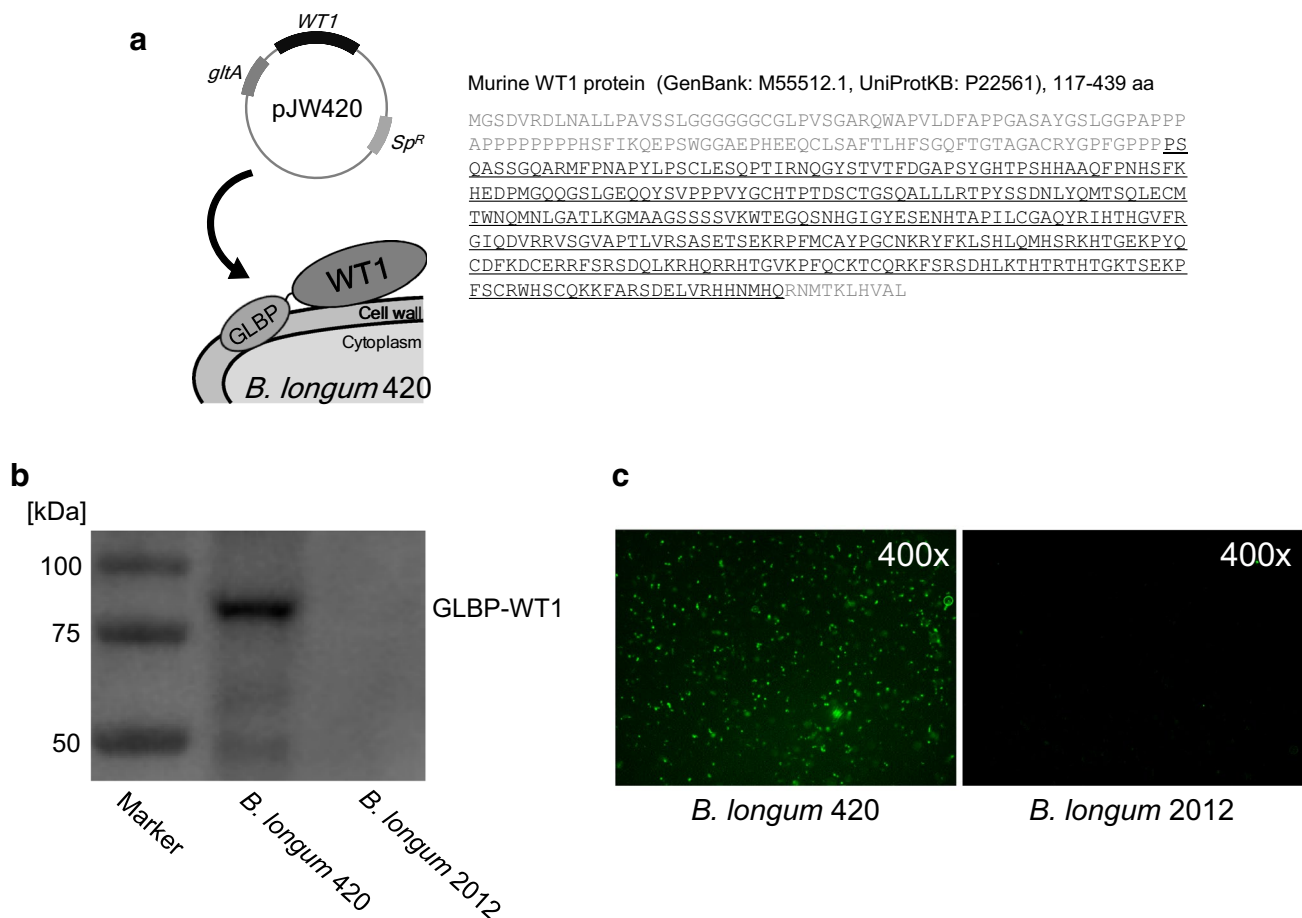 a
WT1
gltA
pJW420
SpR
WT1
GLBP
Cell wall
Cytoplasm
B. longum 420
Murine WT1 protein (GenBank: M55512.1, UniProtKB: P22561), 117-439 aa
MGSDVRDLNALLPAVSSLGGGGGGCGLPVSGARQWAPVLDFAPPGASAYGSLGGPAPPP
APPPPPPPPHSFIKQEPSWGGAEPHEEQCLSAFTLHFSGQFTGTAGACRYGPFGPPPPS
QASSGQARMFPNAPYLPSCLESQPTIRNQGYSTVTFDGAPSYGHTPSHHAAQFPNHSFK
HEDPMGQQGSLGEQQYSVPPPVYGCHTPTDSCTGSQALLLRTPYSSDNLYQMTSQLECM
TWNQMNLGATLKGMAAGSSSSVKWTEGQSNHGIGYESENHTAPILCGAQYRIHTHGVFR
GIQDVRRVSGVAPTLVRSASETSEKRPFMCAYPGCNKRYFKLSHLQMHSRKHTGEKPYQ
CDFKDCERRFSRSDQLKRHQRRHTGVKPFQCKTCQRKFSRSDHLKTHTRTHTGKTSEKP
FSCRWHSCQKKFARSDELVRHHNMHQRNMTKLHVAL
b
[kDa]
100
75
50
GLBP-WT1
Marker
B. longum 420
B. longum 2012
c
400x
400x
B. longum 420
B. longum 2012